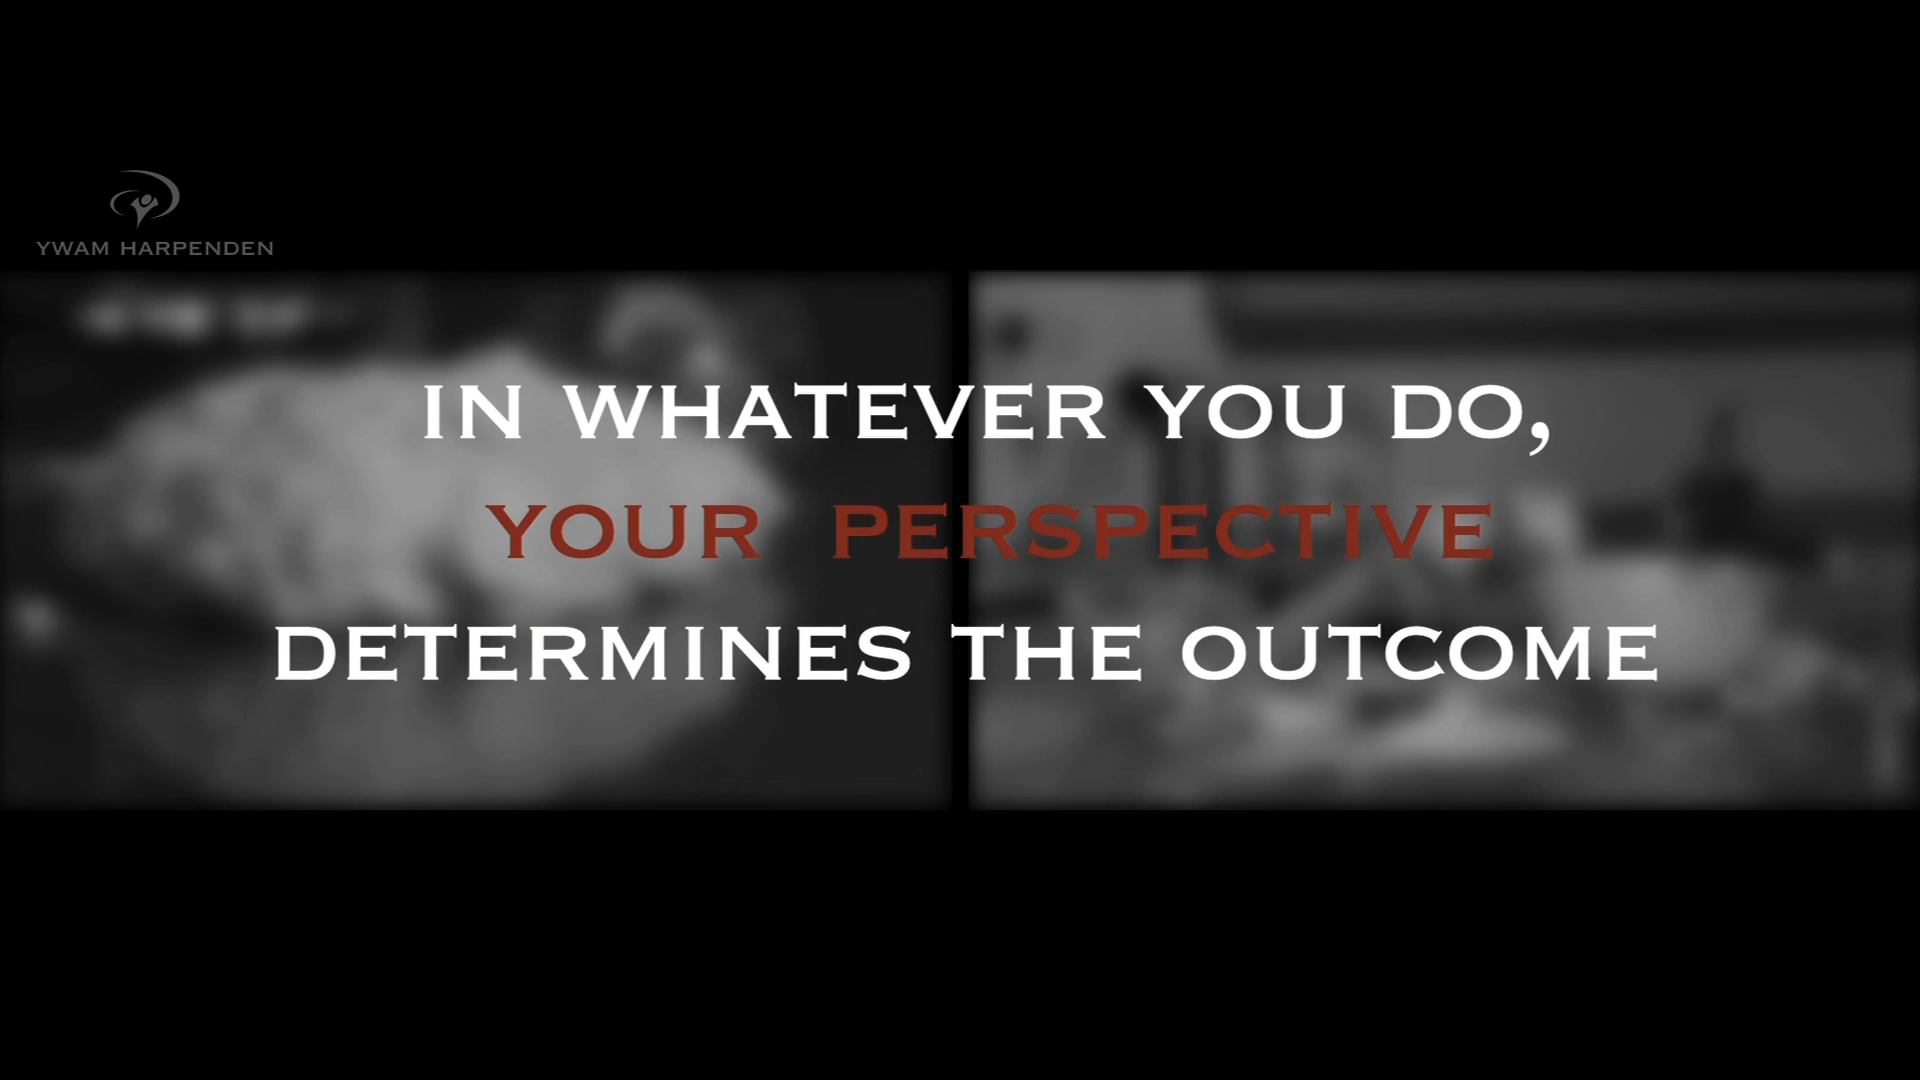 YWAM HARPENDEN
IN WHATEVER YOU DO,
YOUR PERSPECTIVE
DETERMINES THE OUTCOME